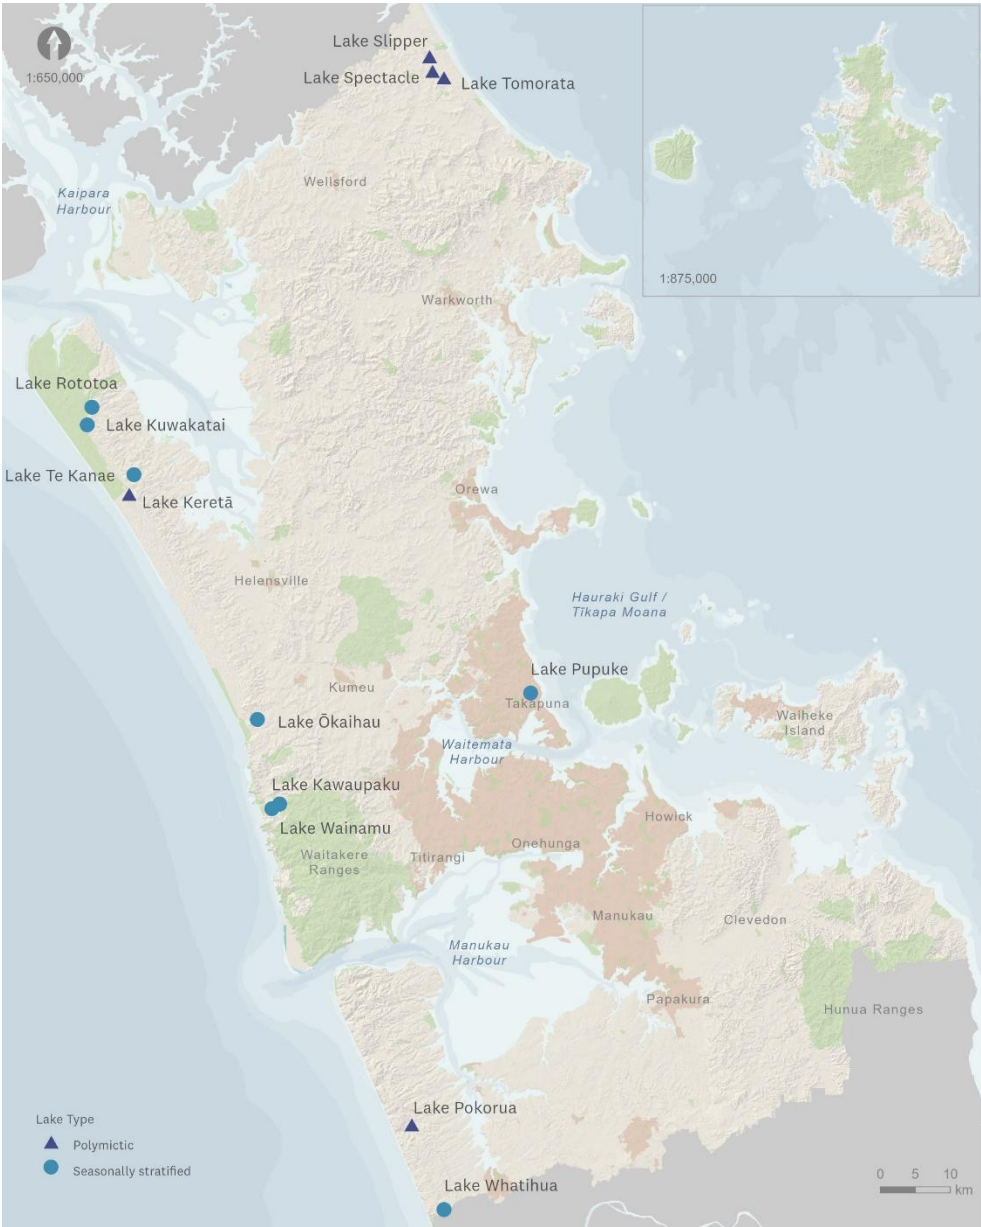 Lake Slipper
1:650,000
Lake Spectacle
Lake Tomorata
Wellsford
Kaipara
Harbour
1:875,000
Warkworth
Lake Rototoa
Lake Kuwakatai
Lake Te Kanae
Lake Keretā
Orewa
Helensville
Hauraki Gulf /
Tīkapa Moana
Lake Pupuke
Kumeu
Takapuna
Waiheke
Island
Lake Ōkaihau
Waitemata
Harbour
Lake Kawaupaku
Howick
Lake Wainamu
Onehunga
Waitakere
Ranges
Titirangi
Manukau
Clevedon
Manukau
Harbour
Papakura
Hunua Ranges
Lake Pokorua
Lake Type
Polymictic
Seasonally stratified
Lake Whatihua
0 5 10
km